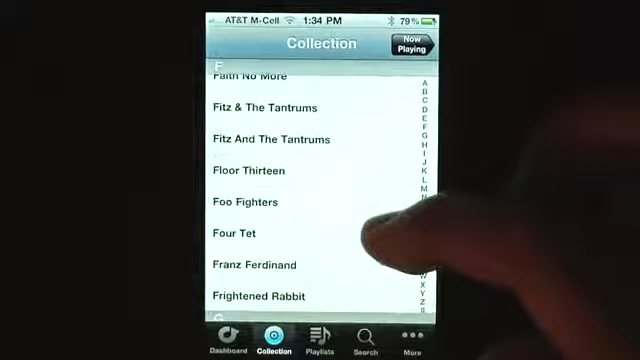 AT&T M-Cell 1:34 PM 79%
Collection
Now Playing
F
Faith No More
Fitz & The Tantrums
Fitz And The Tantrums
Floor Thirteen
Foo Fighters
Four Tet
Franz Ferdinand
Frightened Rabbit
G
A
B
C
D
E
F
G
H
I
J
K
L
M
N
W
X
Y
Z
#
Dashboard Collection Playlists Search More